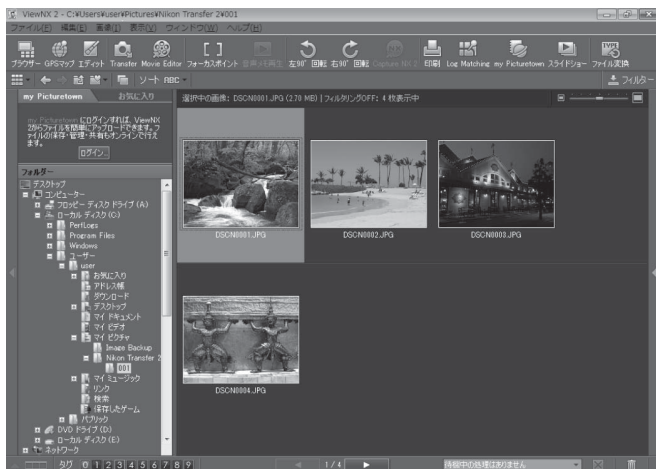 ViewNX 2 - C:¥Users¥user¥Pictures¥Nikon Transfer 2¥001
ファイル(F) 編集(E) 画像(I) 表示(V) ウィンドウ(W) ヘルプ(H)
ブラウザー GPSマップ エディット Transfer Movie Editor フォーカスポイント 音声メモ再生 左90° 回転 右90° 回転 Capture NX 2 印刷 Log Matching my Picturetown スライドショー ファイル変換
ソート ABC フィルター
my Picturetown お気に入り
選択中の画像: DSCN0001.JPG (2.70 MB) | フィルタリングOFF: 4 枚表示中
my Picturetown にログインすれば、ViewNX
2からファイルを簡単にアップロードできます。フ
ァイルの保存・管理・共有もオンラインで行え
ます。
ログイン...
フォルダー
デスクトップ
コンピューター
フロッピー ディスク ドライブ (A)
ローカル ディスク (C)
PerfLogs
Program Files
Windows
ユーザー
user
お気に入り
アドレス帳
ダウンロード
デスクトップ
マイ ドキュメント
マイ ビデオ
マイ ピクチャ
Image Backup
Nikon Transfer 2
001
マイ ミュージック
リンク
検索
保存したゲーム
パブリック
DVD ドライブ (D)
ローカル ディスク (E)
ネットワーク
DSCN0001.JPG
DSCN0002.JPG
DSCN0003.JPG
DSCN0004.JPG
タグ 0 1 2 3 4 5 6 7 8 9
1 / 4
待機中の処理はありません